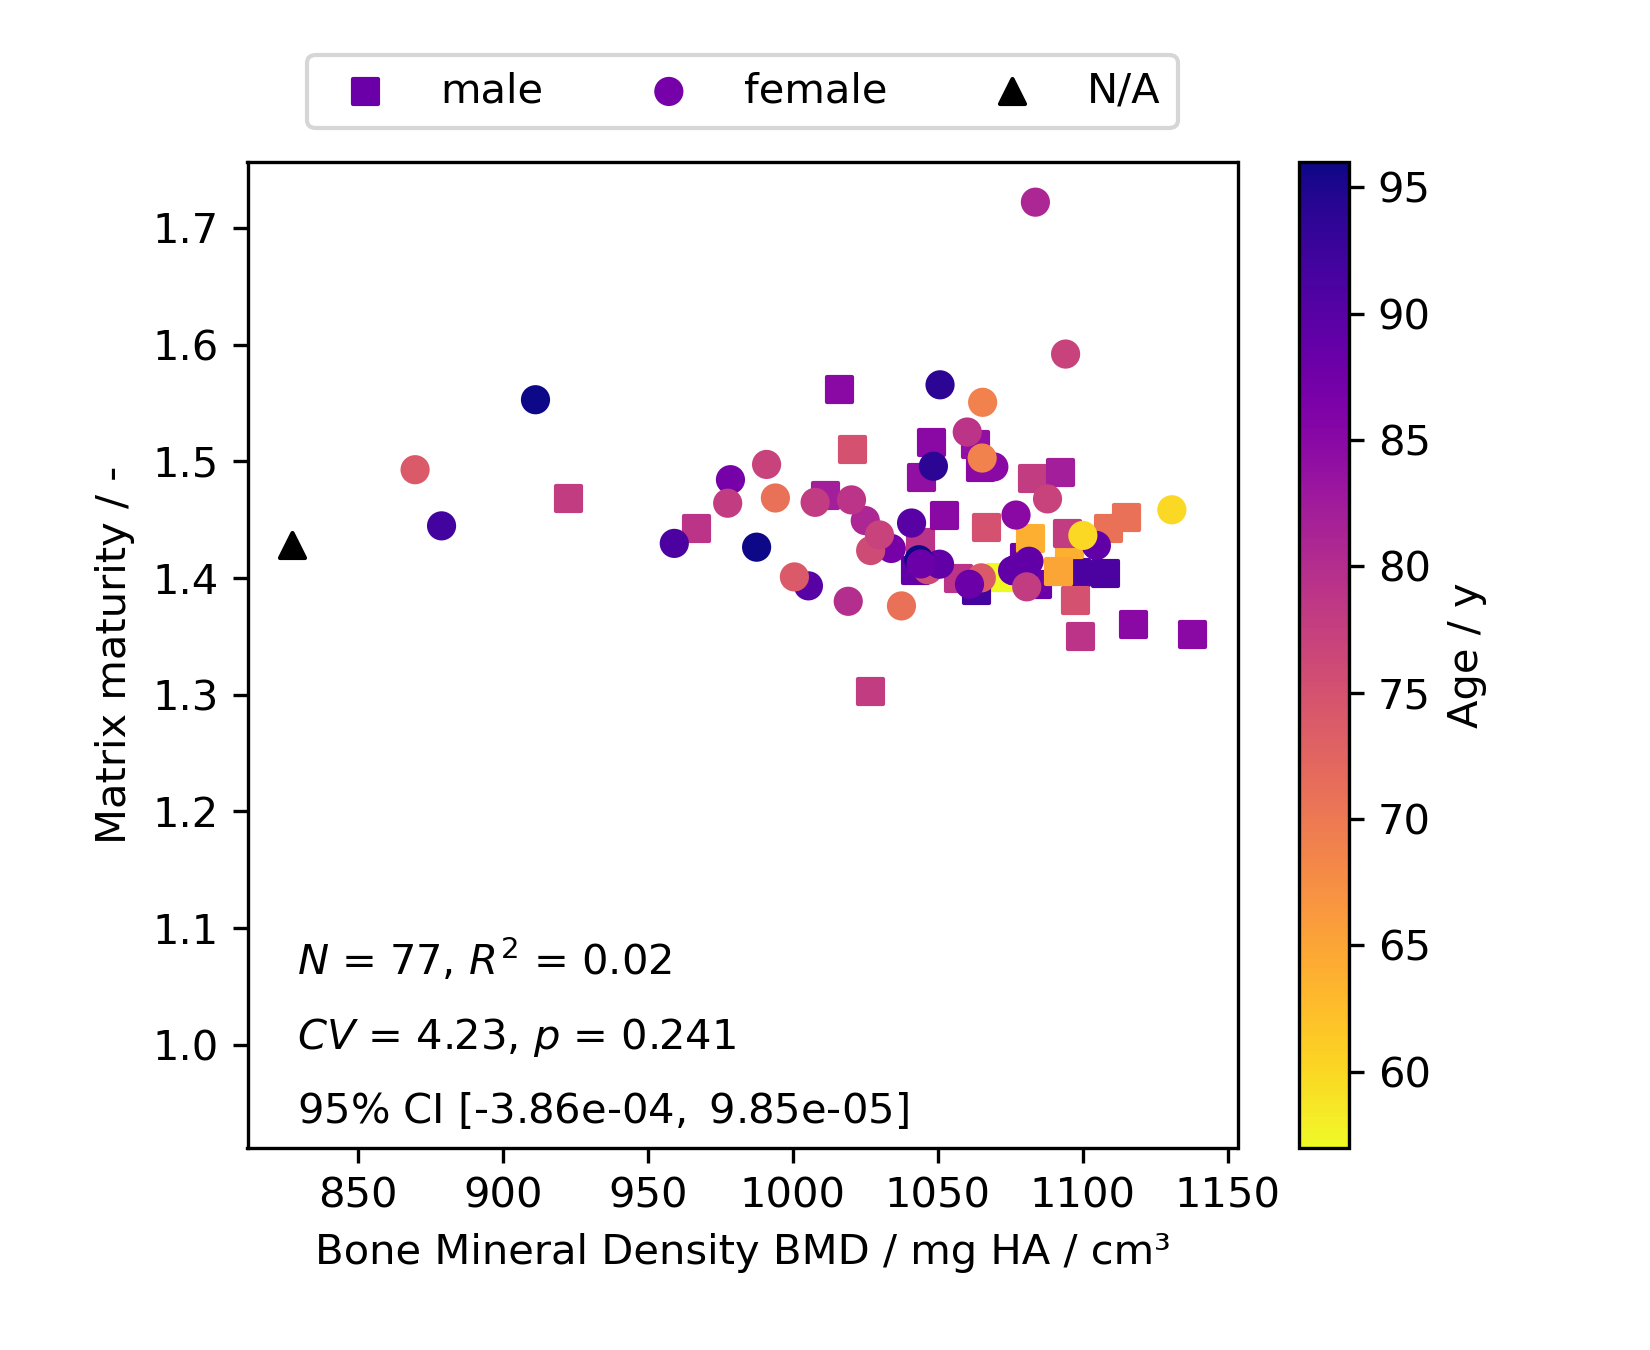 male female N/A
1.7
1.6
1.5
1.4
1.3
1.2
1.1
1.0
Matrix maturity / -
N = 77, R² = 0.02
CV = 4.23, p = 0.241
95% CI [-3.86e-04, 9.85e-05]
850 900 950 1000 1050 1100 1150
Bone Mineral Density BMD / mg HA / cm³
95
90
85
80
75
70
65
60
Age / y